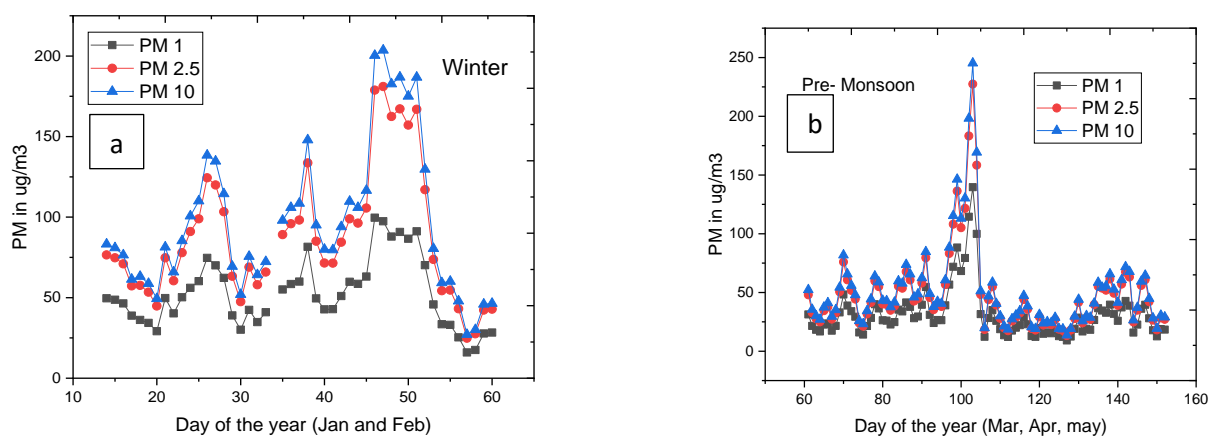 PM 1
PM 2.5
PM 10
Winter
a
200
150
100
50
0
PM in ug/m3
10 20 30 40 50 60
Day of the year (Jan and Feb)
Pre- Monsoon
b
PM 1
PM 2.5
PM 10
250
200
150
100
50
0
PM in ug/m3
60 80 100 120 140 160
Day of the year (Mar, Apr, may)